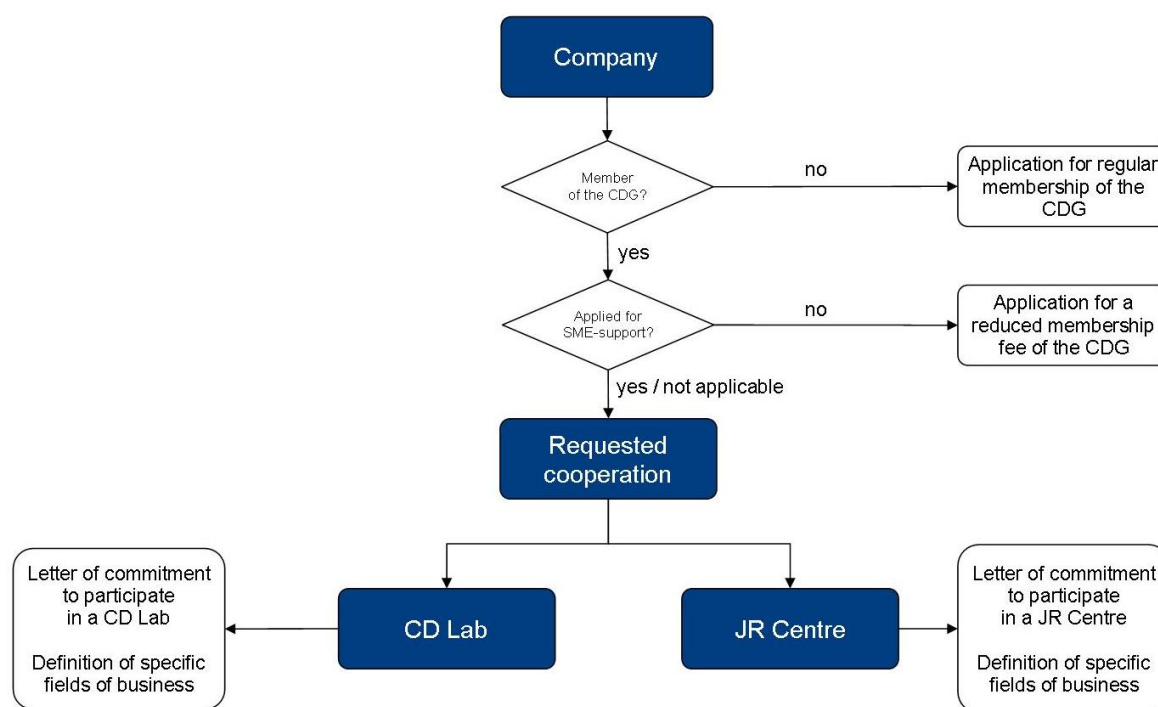 Company
Member
of the CDG?
no
Application for regular
membership of the
CDG
yes
Applied for
SME-support?
no
Application for a
reduced membership
fee of the CDG
yes / not applicable
Requested
cooperation
Letter of commitment
to participate
in a CD Lab
Definition of specific
fields of business
CD Lab
JR Centre
Letter of commitment
to participate
in a JR Centre
Definition of specific
fields of business